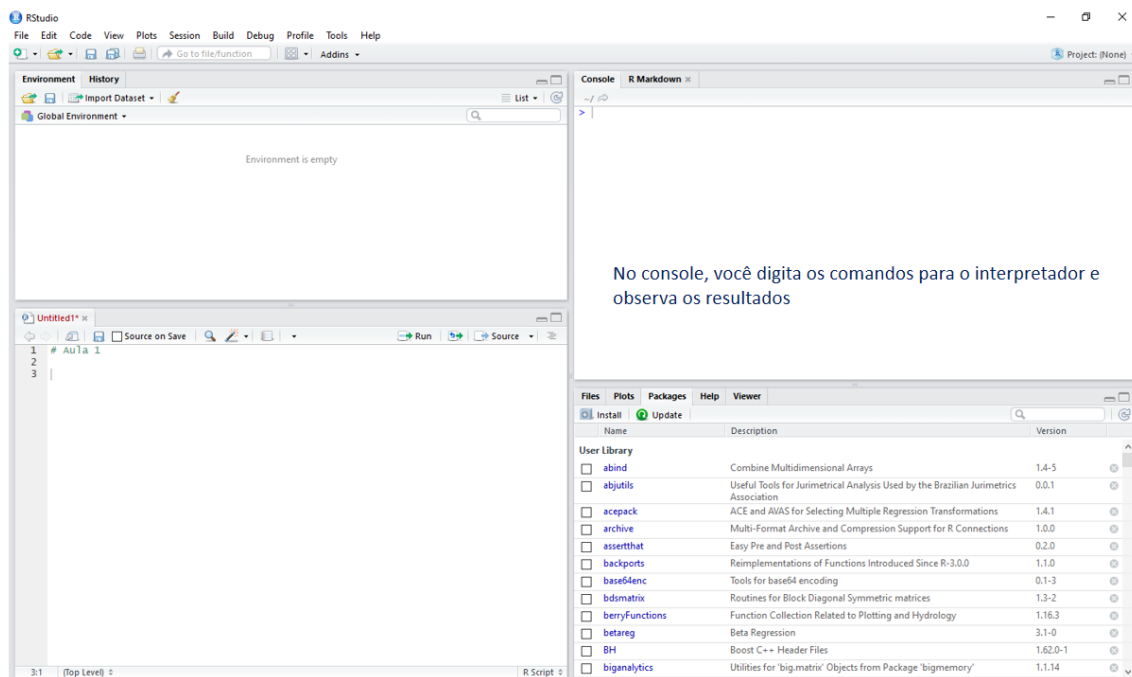 RStudio
File Edit Code View Plots Session Build Debug Profile Tools Help
Go to file/function Addins Project: (None)
Environment History
Import Dataset List
Global Environment
Environment is empty
Console R Markdown
~/
>
No console, você digita os comandos para o interpretador e
observa os resultados
Untitled1*
Source on Save Run Source
1 # Aula 1
2
3
3:1 (Top Level) R Script
Files Plots Packages Help Viewer
Install Update
Name Description Version
User Library
abind Combine Multidimensional Arrays 1.4-5
abjutils Useful Tools for Jurimetrical Analysis Used by the Brazilian Jurimetrics 0.0.1
Association
acepack ACE and AVAS for Selecting Multiple Regression Transformations 1.4.1
archive Multi-Format Archive and Compression Support for R Connections 1.0.0
assertthat Easy Pre and Post Assertions 0.2.0
backports Reimplementations of Functions Introduced Since R-3.0.0 1.1.0
base64enc Tools for base64 encoding 0.1-3
bdsmatrix Routines for Block Diagonal Symmetric matrices 1.3-2
berryFunctions Function Collection Related to Plotting and Hydrology 1.16.3
betareg Beta Regression 3.1-0
BH Boost C++ Header Files 1.62.0-1
biganalytics Utilities for 'big.matrix' Objects from Package 'bigmemory' 1.1.14